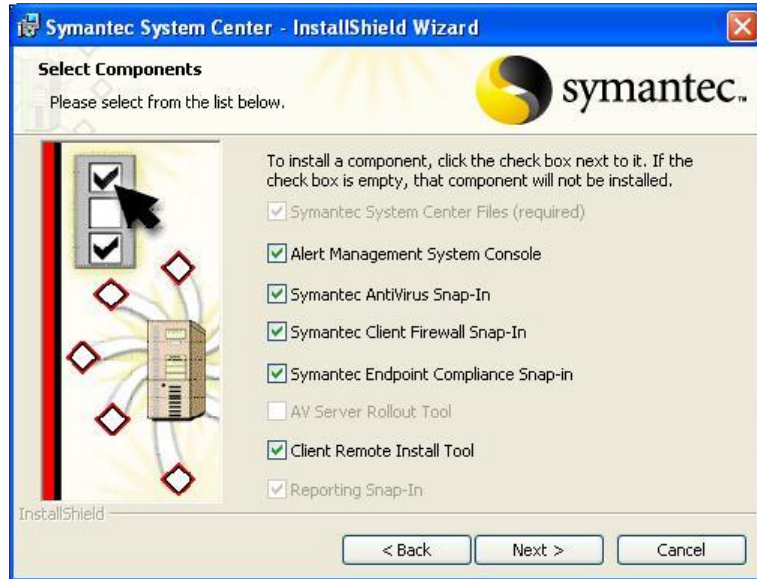 Symantec System Center - InstallShield Wizard
Select Components
Please select from the list below.
symantec™
To install a component, click the check box next to it. If the
check box is empty, that component will not be installed.
Symantec System Center Files (required)
Alert Management System Console
Symantec AntiVirus Snap-In
Symantec Client Firewall Snap-In
Symantec Endpoint Compliance Snap-in
AV Server Rollout Tool
Client Remote Install Tool
Reporting Snap-In
InstallShield
< Back Next > Cancel